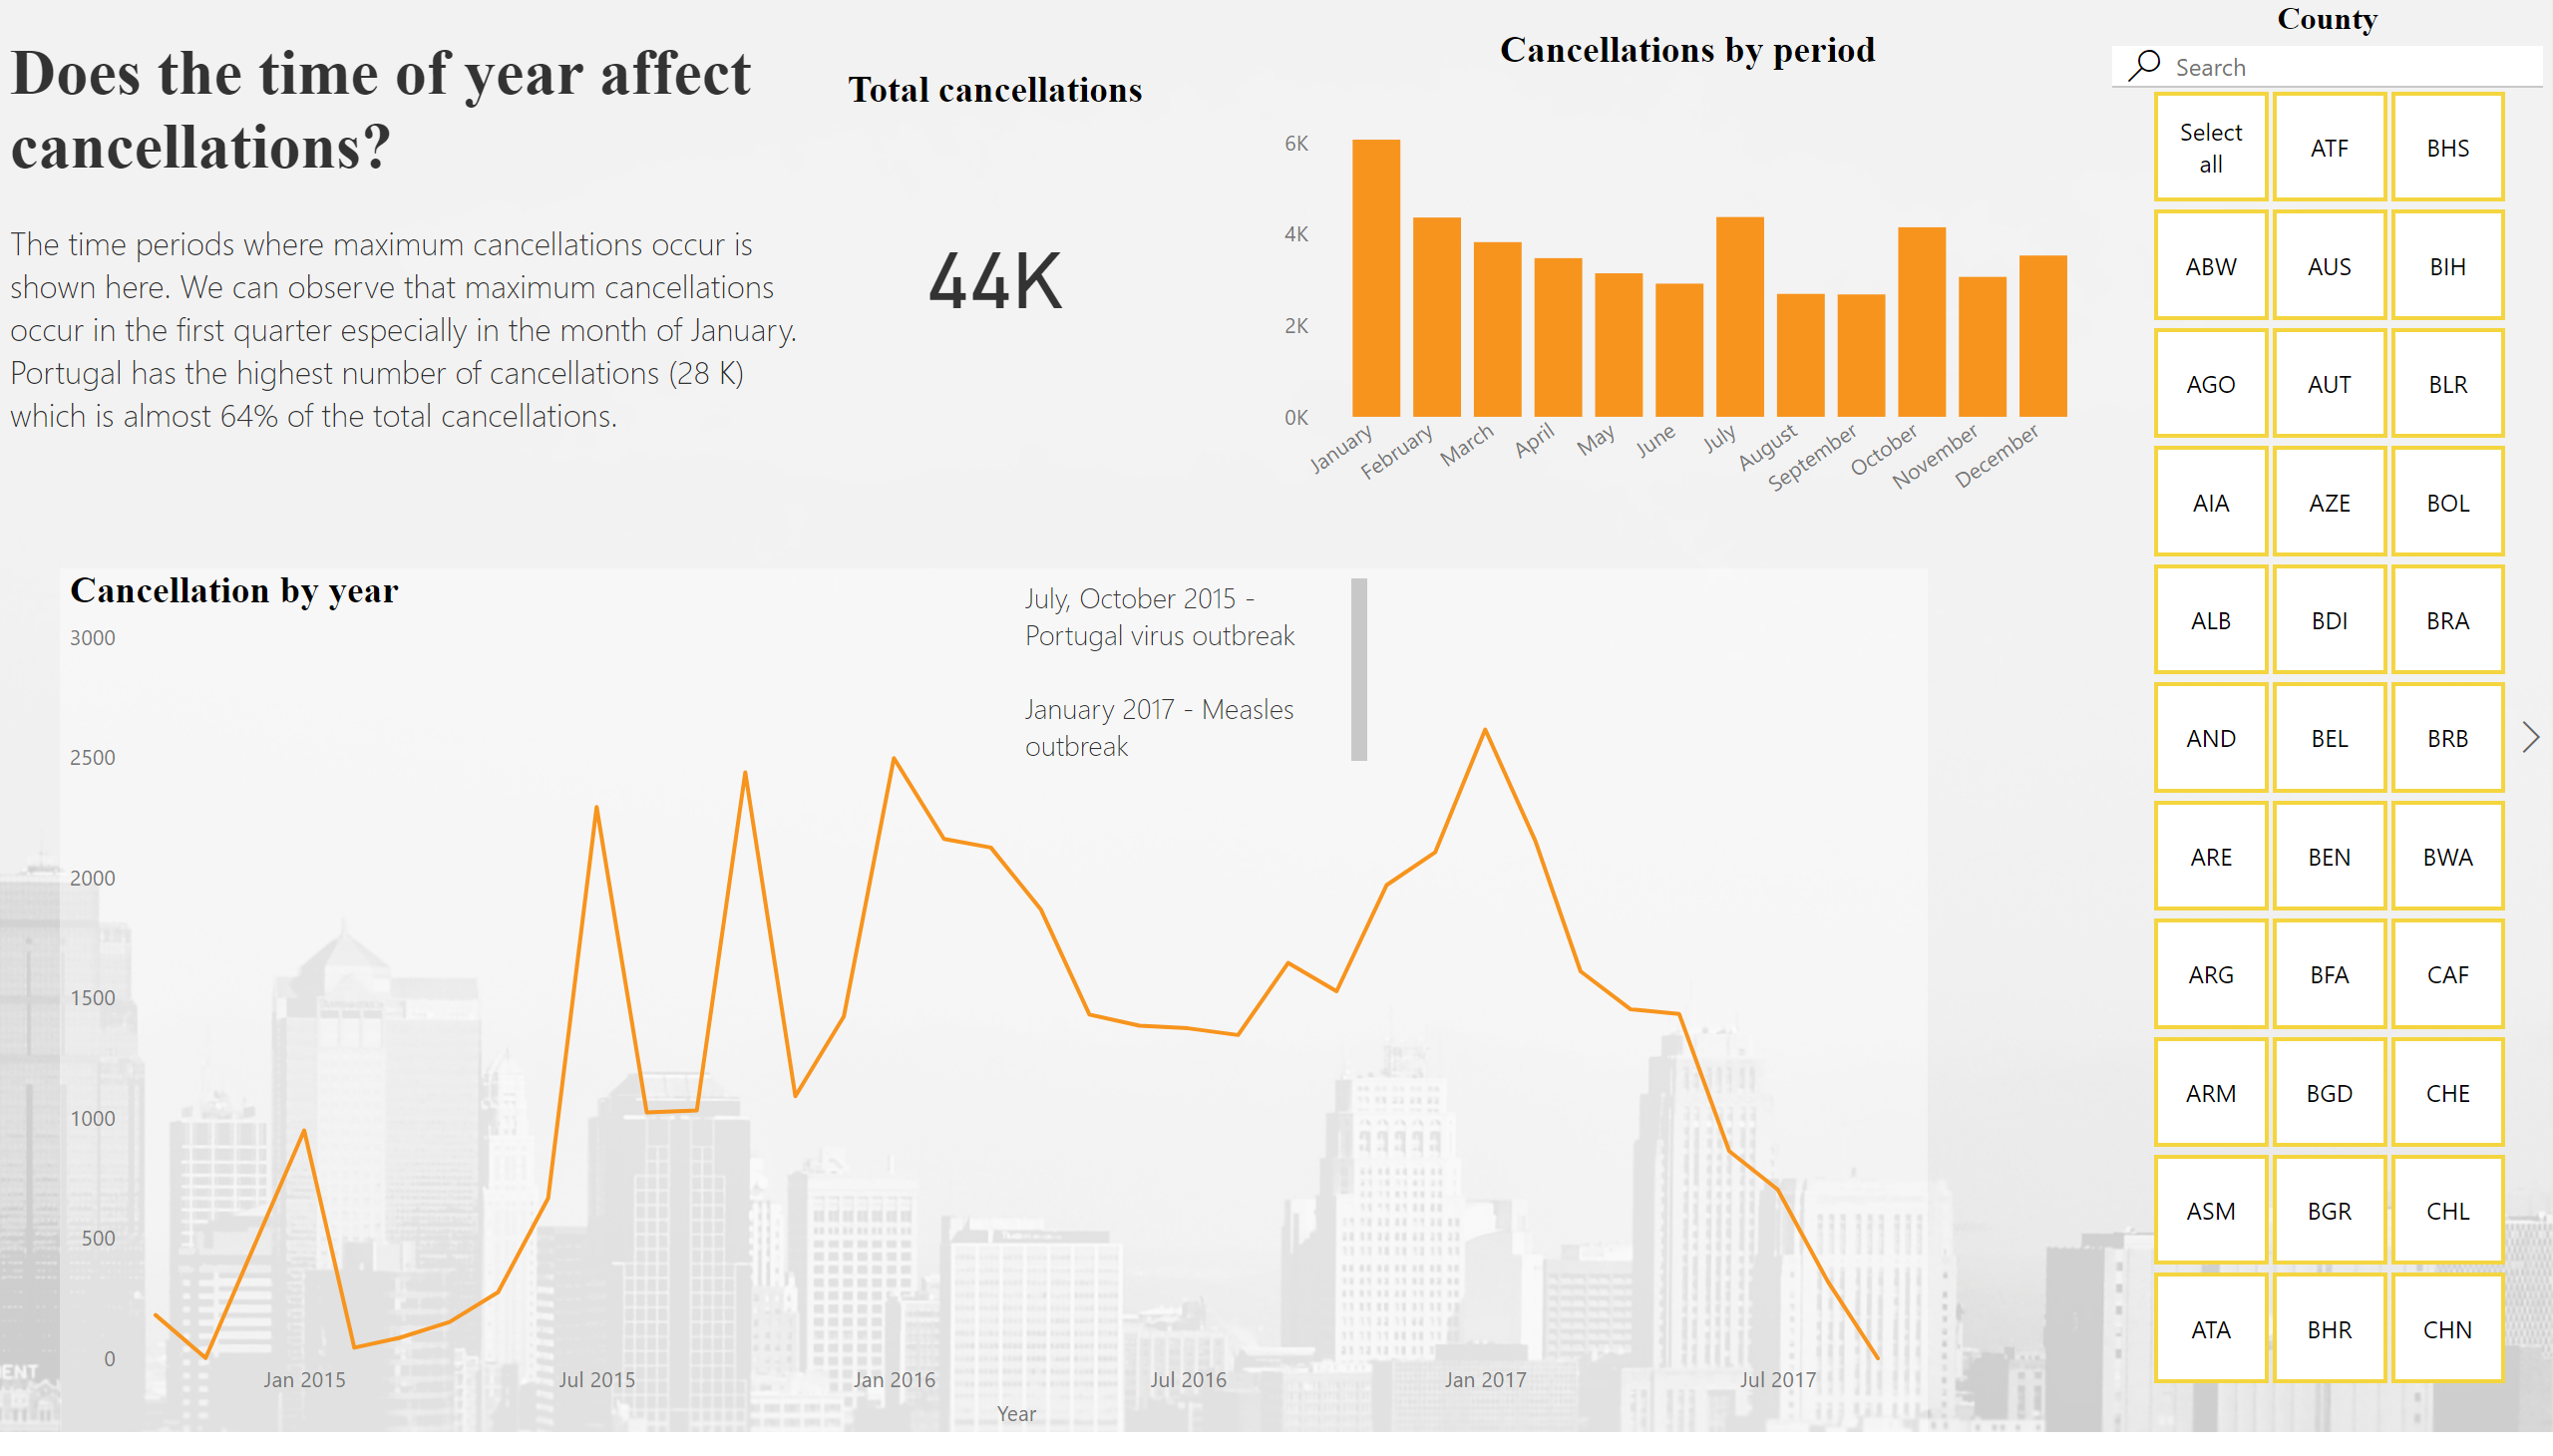 Does the time of year affect
cancellations?
The time periods where maximum cancellations occur is
shown here. We can observe that maximum cancellations
occur in the first quarter especially in the month of January.
Portugal has the highest number of cancellations (28 K)
which is almost 64% of the total cancellations.
Total cancellations
44K
Cancellations by period
6K
4K
2K
0K
January
February
March
April
May
June
July
August
September
October
November
December
County
Search
Select
all
ATF
BHS
ABW
AUS
BIH
AGO
AUT
BLR
AIA
AZE
BOL
ALB
BDI
BRA
AND
BEL
BRB
ARE
BEN
BWA
ARG
BFA
CAF
ARM
BGD
CHE
ASM
BGR
CHL
ATA
BHR
CHN
Cancellation by year
July, October 2015 -
Portugal virus outbreak
January 2017 - Measles
outbreak
3000
2500
2000
1500
1000
500
0
Jan 2015
Jul 2015
Jan 2016
Jul 2016
Jan 2017
Jul 2017
Year